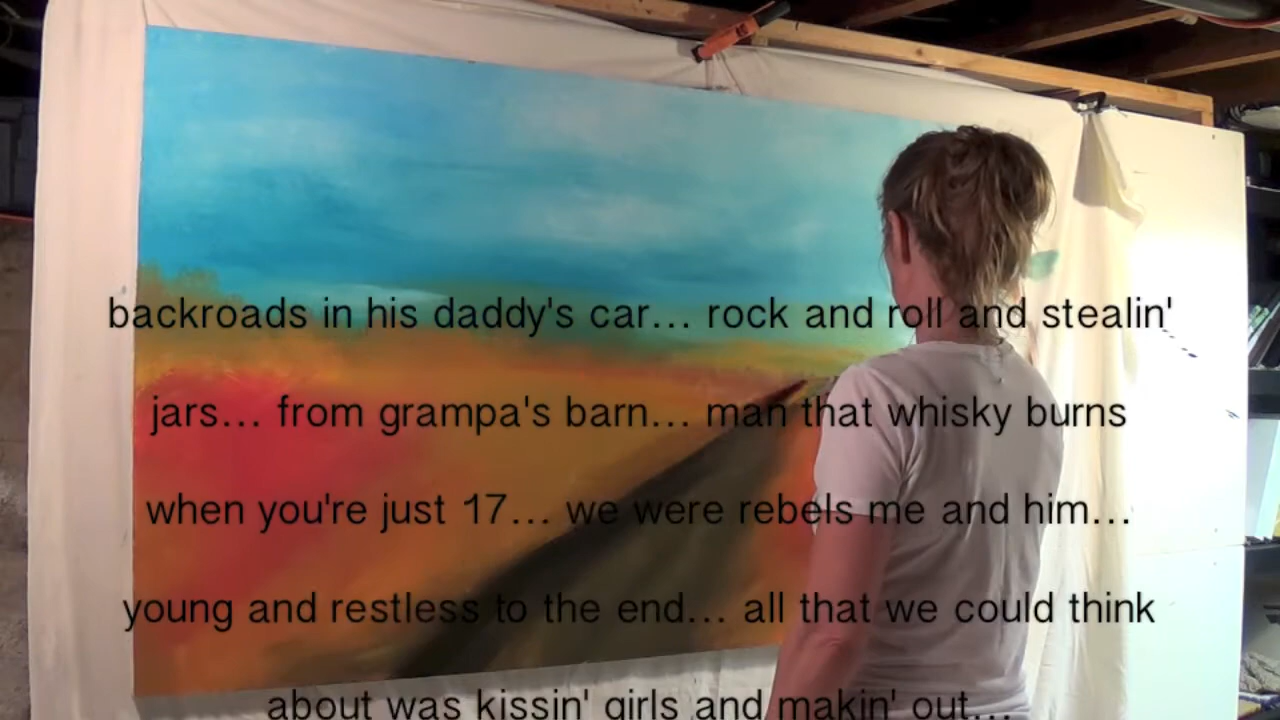 backroads in his daddy's car... rock and roll and stealin'
jars... from grampa's barn... man that whisky burns
when you're just 17... we were rebels me and him...
young and restless to the end... all that we could think
about was kissin' girls and makin' out...